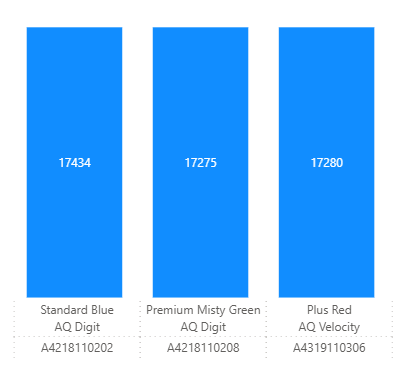 17434
17275
17280
Standard Blue
AQ Digit
Premium Misty Green
AQ Digit
Plus Red
AQ Velocity
A4218110202
A4218110208
A4319110306